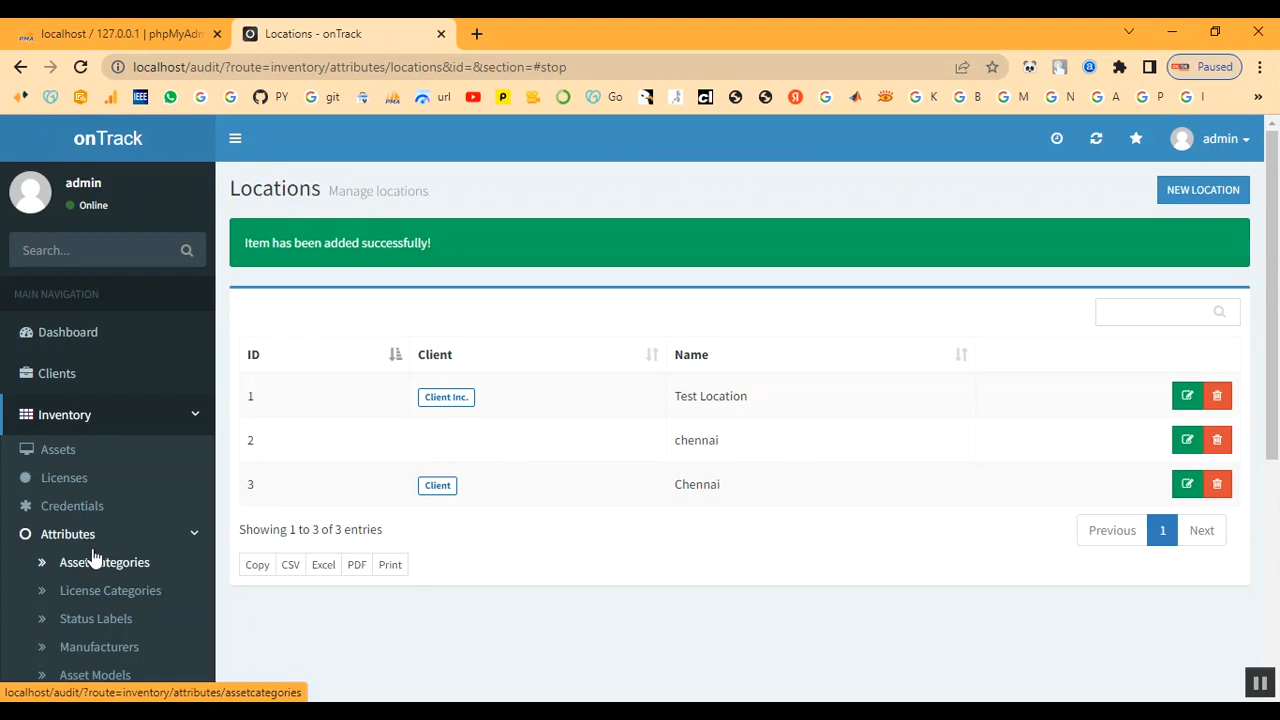 localhost / 127.0.0.1 | phpMyAdm
Locations - onTrack
localhost/audit/?route=inventory/attributes/locations&id=&section=#stop
Paused
IEEE
PY
git
url
Go
K
B
M
N
A
P
I
onTrack
admin
admin
Online
Search...
MAIN NAVIGATION
Dashboard
Clients
Inventory
Assets
Licenses
Credentials
Attributes
Asset Categories
License Categories
Status Labels
Manufacturers
Asset Models
Locations Manage locations
NEW LOCATION
Item has been added successfully!
ID Client Name
1 Client Inc. Test Location
2 chennai
3 Client Chennai
Showing 1 to 3 of 3 entries
Previous 1 Next
Copy CSV Excel PDF Print
localhost/audit/?route=inventory/attributes/assetcategories